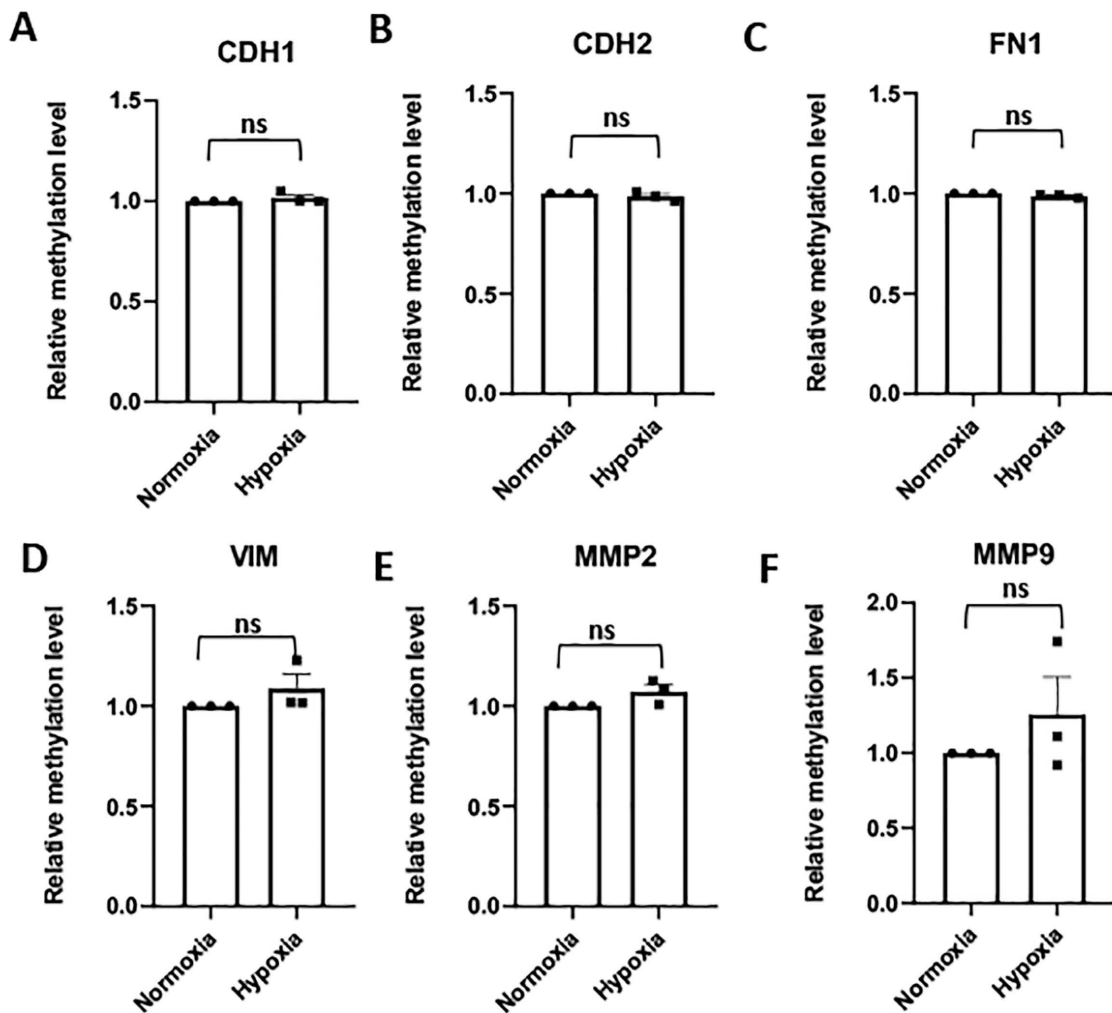 A
CDH1
Relative methylation level
1.5
1.0
0.5
0.0
ns
Normoxia
Hypoxia
B
CDH2
Relative methylation level
1.5
1.0
0.5
0.0
ns
Normoxia
Hypoxia
C
FN1
Relative methylation level
1.5
1.0
0.5
0.0
ns
Normoxia
Hypoxia
D
VIM
Relative methylation level
1.5
1.0
0.5
0.0
ns
Normoxia
Hypoxia
E
MMP2
Relative methylation level
1.5
1.0
0.5
0.0
ns
Normoxia
Hypoxia
F
MMP9
Relative methylation level
2.0
1.5
1.0
0.5
0.0
ns
Normoxia
Hypoxia